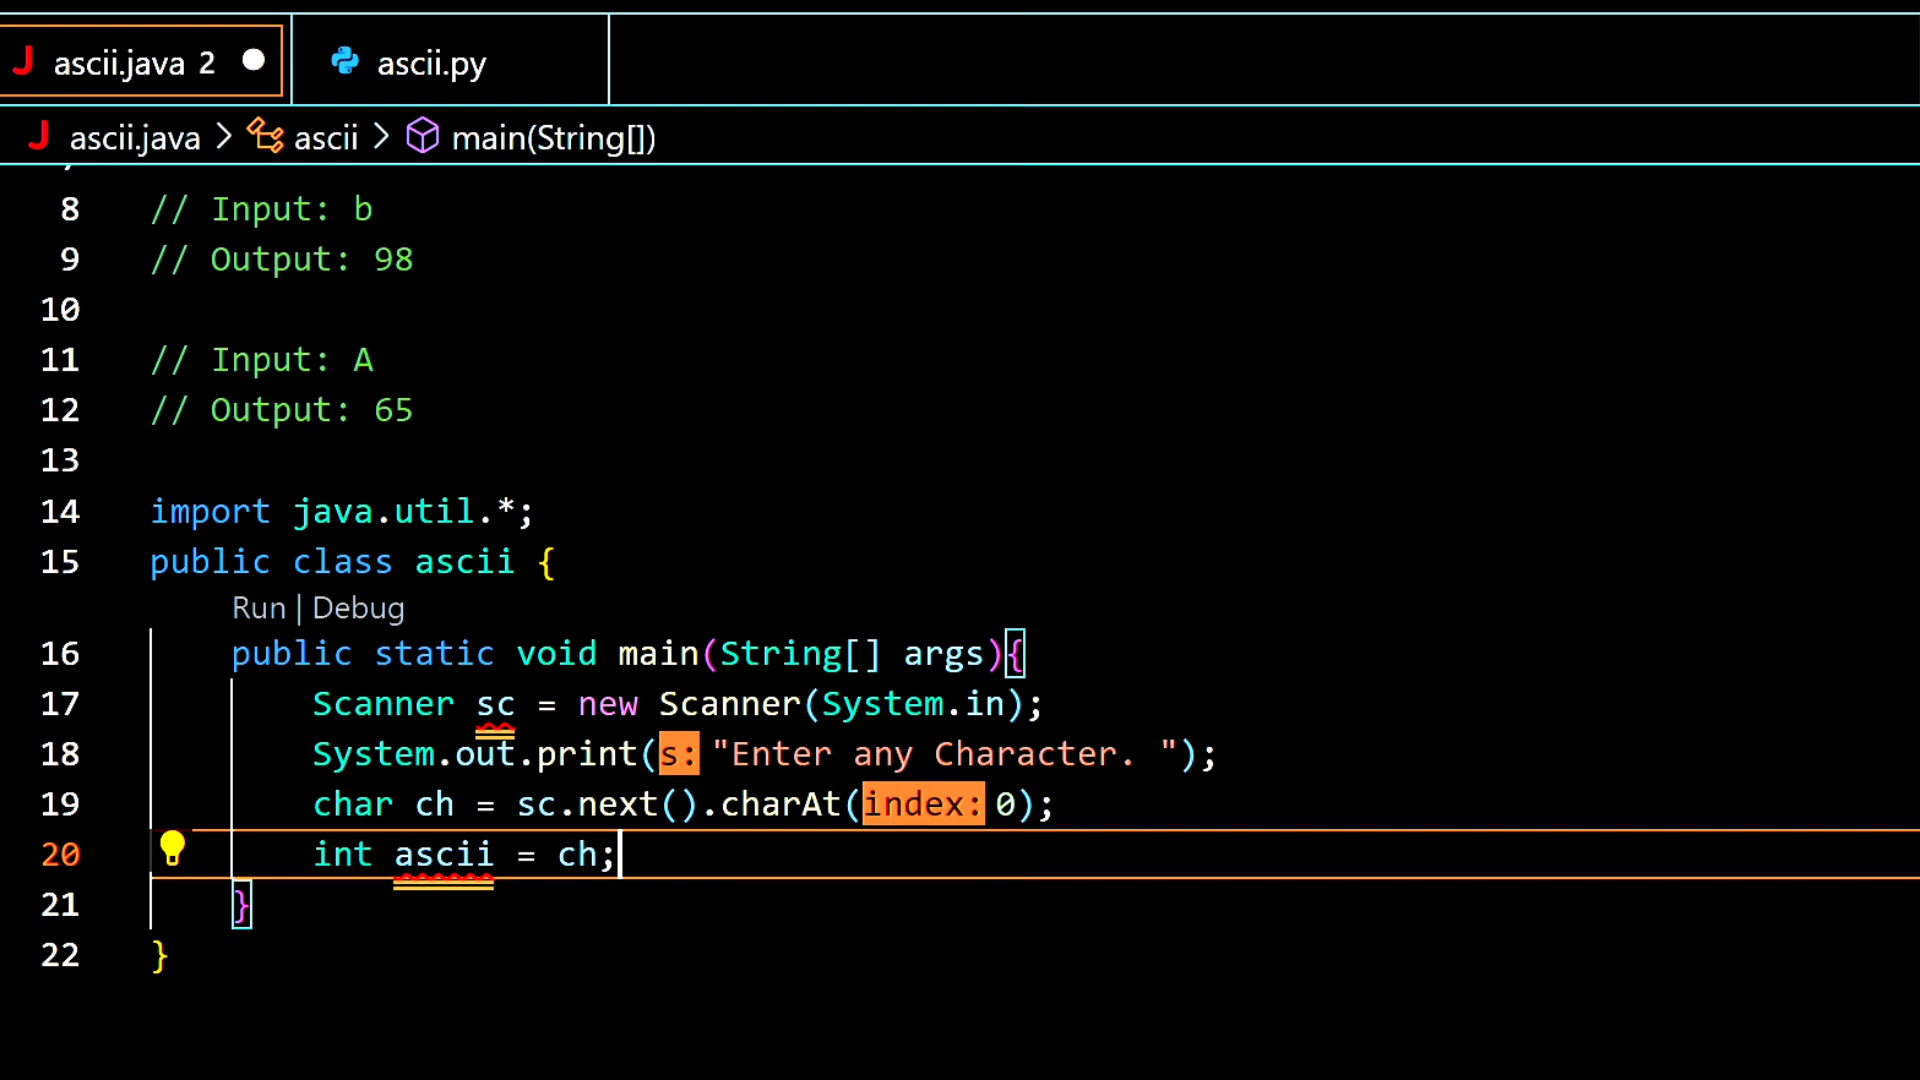 ascii.java 2 ascii.py
ascii.java > ascii > main(String[])
8 // Input: b
9 // Output: 98
10
11 // Input: A
12 // Output: 65
13
14 import java.util.*;
15 public class ascii {
Run | Debug
16 public static void main(String[] args){
17 Scanner sc = new Scanner(System.in);
18 System.out.print(s: "Enter any Character. ");
19 char ch = sc.next().charAt(index: 0);
20 int ascii = ch;
21 }
22 }